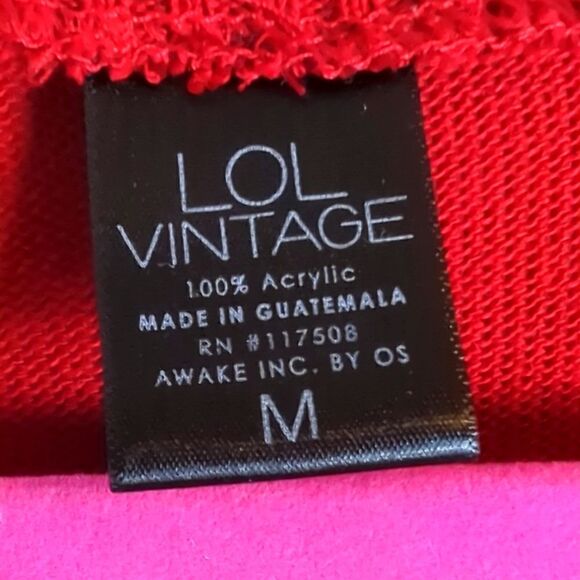 LOL
VINTAGE
100% Acrylic
MADE IN GUATEMALA
RN #117508
AWAKE INC. BY OS
M